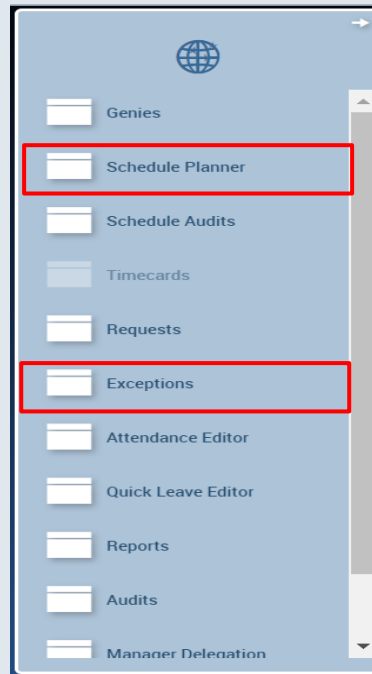 Genies
Schedule Planner
Schedule Audits
Timecards
Requests
Exceptions
Attendance Editor
Quick Leave Editor
Reports
Audits
Manager Delegation